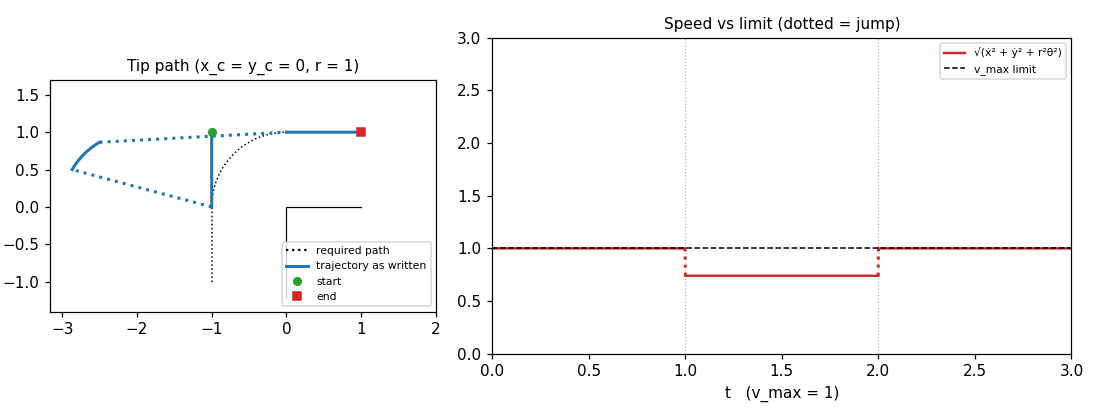 Tip path (x_c = y_c = 0, r = 1)
1.5
1.0
0.5
0.0
−0.5
−1.0
−3
−2
−1
0
1
2
required path
trajectory as written
start
end
Speed vs limit (dotted = jump)
3.0
2.5
2.0
1.5
1.0
0.5
0.0
0.0
0.5
1.0
1.5
2.0
2.5
3.0
√(ẋ² + ẏ² + r²θ̇²)
v_max limit
t   (v_max = 1)